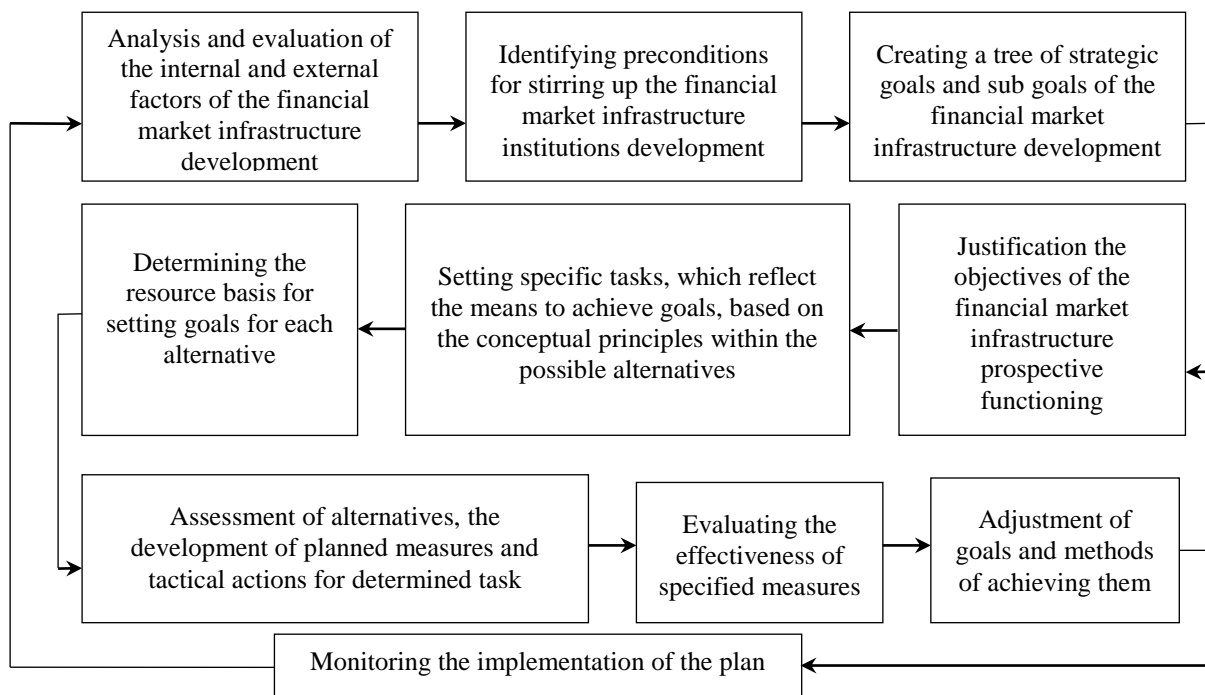 Analysis and evaluation of
the internal and external
factors of the financial
market infrastructure
development
Identifying preconditions
for stirring up the financial
market infrastructure
institutions development
Creating a tree of strategic
goals and sub goals of the
financial market
infrastructure development
Justification the
objectives of the
financial market
infrastructure
prospective
functioning
Setting specific tasks, which reflect
the means to achieve goals, based on
the conceptual principles within the
possible alternatives
Determining the
resource basis for
setting goals for each
alternative
Assessment of alternatives, the
development of planned measures and
tactical actions for determined task
Evaluating the
effectiveness of
specified measures
Adjustment of
goals and methods
of achieving them
Monitoring the implementation of the plan